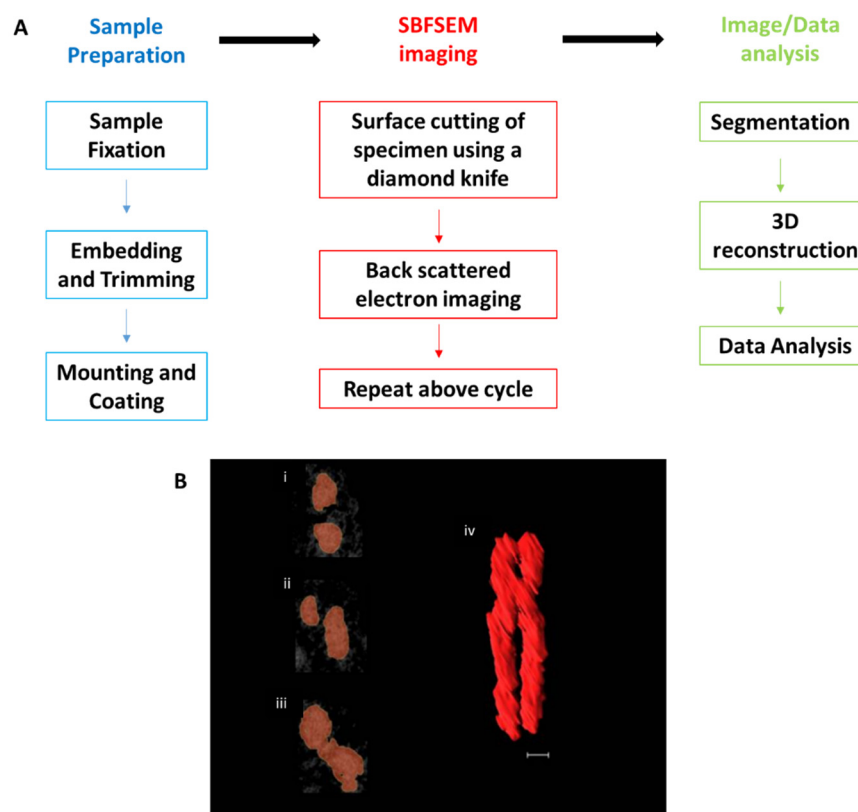 A
Sample
Preparation
SBFSEM
imaging
Image/Data
analysis
Sample
Fixation
Embedding
and Trimming
Mounting and
Coating
Surface cutting of
specimen using a
diamond knife
Back scattered
electron imaging
Repeat above cycle
Segmentation
3D
reconstruction
Data Analysis
B
i
ii
iii
iv